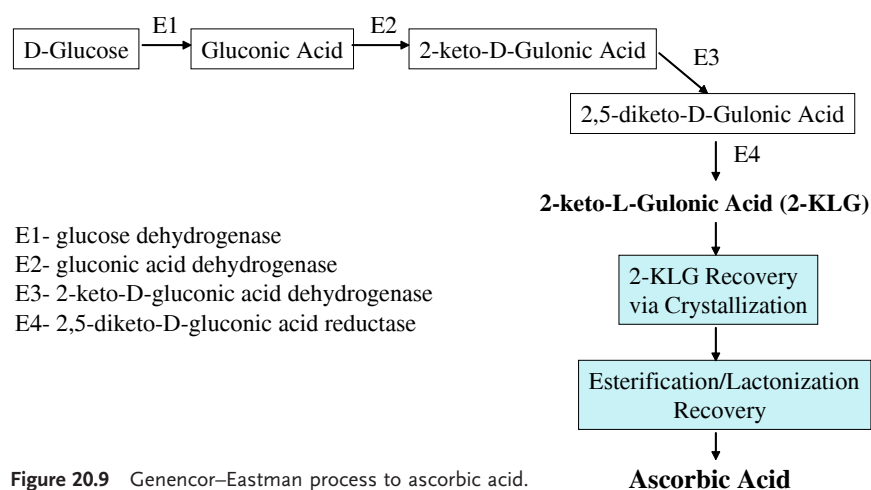 E1
E2
D-Glucose
Gluconic Acid
2-keto-D-Gulonic Acid
E3
2,5-diketo-D-Gulonic Acid
E4
2-keto-L-Gulonic Acid (2-KLG)
E1- glucose dehydrogenase
E2- gluconic acid dehydrogenase
E3- 2-keto-D-gluconic acid dehydrogenase
E4- 2,5-diketo-D-gluconic acid reductase
2-KLG Recovery
via Crystallization
Esterification/Lactonization
Recovery
Ascorbic Acid
Figure 20.9 Genencor–Eastman process to ascorbic acid.